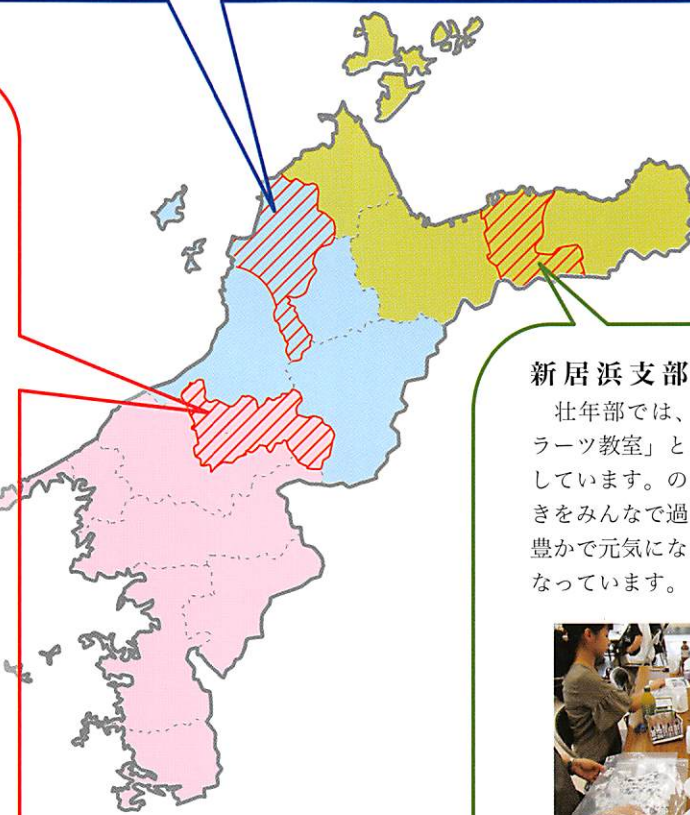 新居浜支部
壮年部では、
ラーツ教室」と
しています。の
きをみんなで過
豊かで元気にな
なっています。